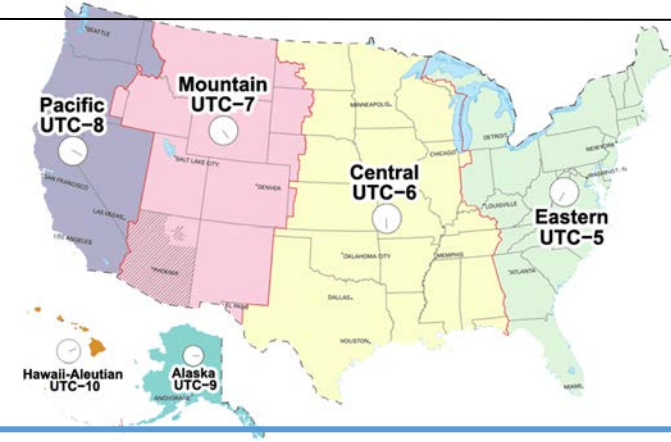 SEATTLE
Mountain
UTC−7
Pacific
UTC−8
MINNEAPOLIS
DETROIT
NEW YORK
CHICAGO
SALT LAKE CITY
Central
UTC−6
SAN FRANCISCO
DENVER
LOUISVILLE
Eastern
UTC−5
LAS VEGAS
LOS ANGELES
OKLAHOMA CITY
MEMPHIS
PHOENIX
ATLANTA
DALLAS
EL PASO
HOUSTON
Hawaii-Aleutian
UTC−10
Alaska
UTC−9
ANCHORAGE
MIAMI